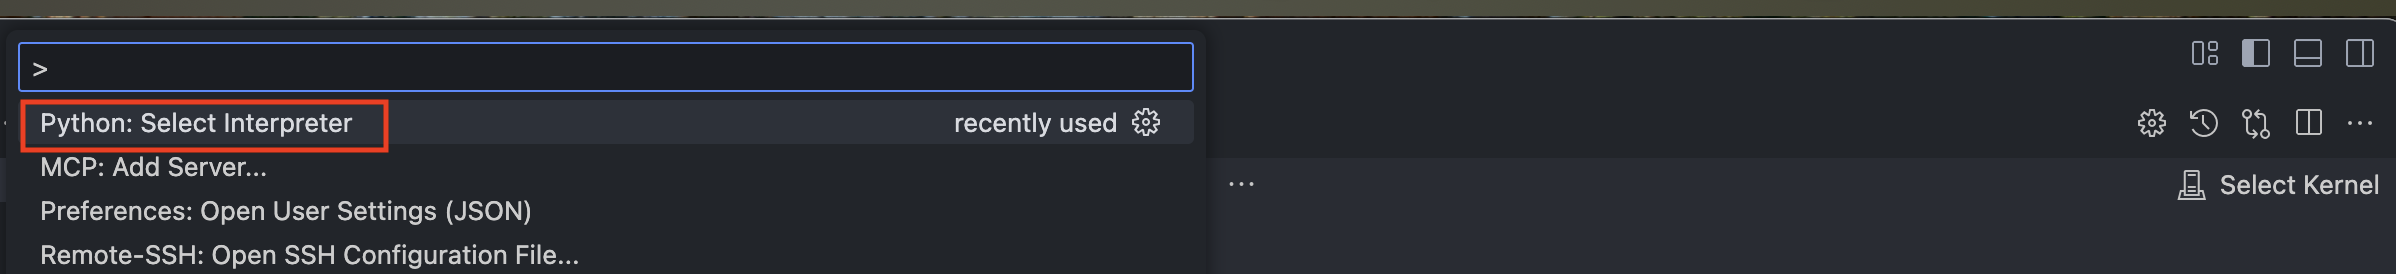 >
Python: Select Interpreter recently used
MCP: Add Server...
...
Select Kernel
Preferences: Open User Settings (JSON)
Remote-SSH: Open SSH Configuration File...